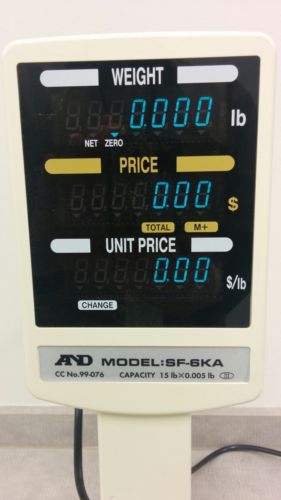 WEIGHT
0.000 lb
NET ZERO
PRICE
0.00 $
TOTAL M+
UNIT PRICE
0.00 $/lb
CHANGE
AND MODEL:SF-6KA
CC No.99-076 CAPACITY 15 lb×0.005 lb III